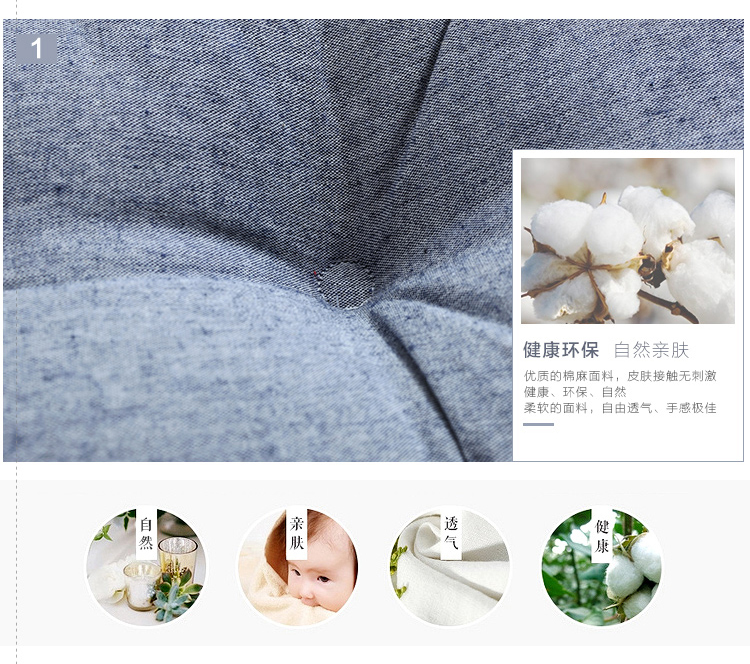 1
健康环保 自然亲肤
优质的棉麻面料，皮肤接触无刺激
健康、环保、自然
柔软的面料，自由透气、手感极佳
自然
亲肤
透气
健康